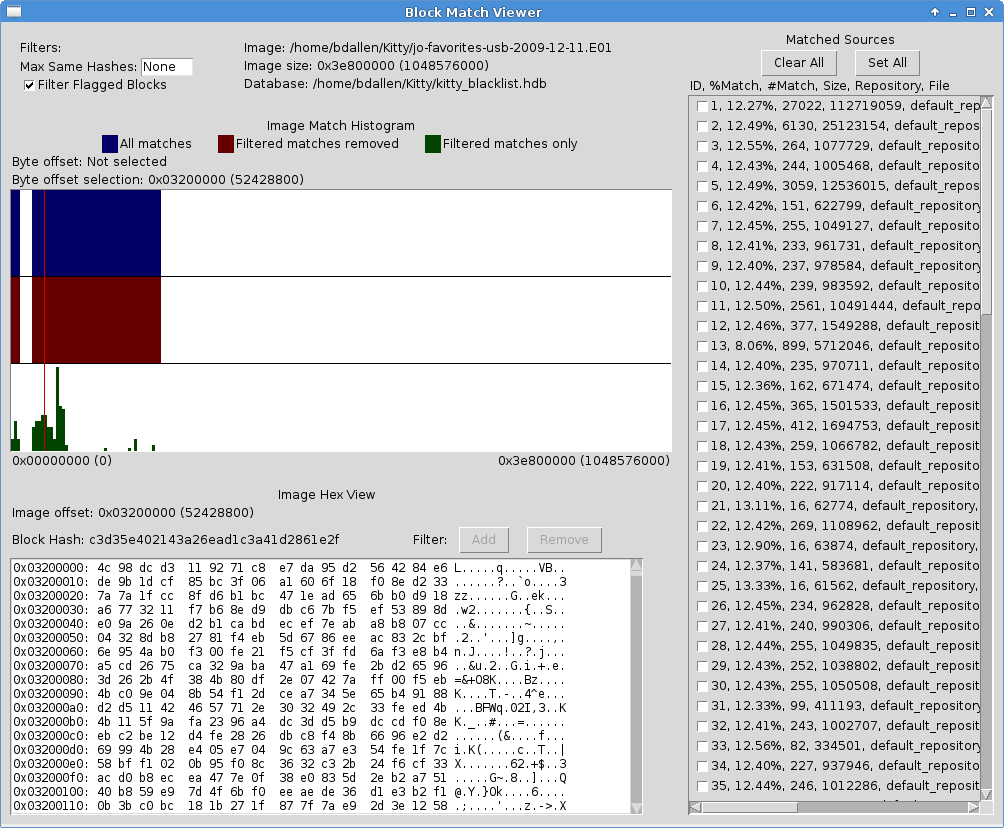 Block Match Viewer
Filters:
Max Same Hashes: None
Filter Flagged Blocks
Image: /home/bdallen/Kitty/jo-favorites-usb-2009-12-11.E01
Image size: 0x3e800000 (1048576000)
Database: /home/bdallen/Kitty/kitty_blacklist.hdb
Image Match Histogram
All matches Filtered matches removed Filtered matches only
Byte offset: Not selected
Byte offset selection: 0x03200000 (52428800)
0x00000000 (0) 0x3e800000 (1048576000)
Image Hex View
Image offset: 0x03200000 (52428800)
Block Hash: c3d35e402143a26ead1c3a41d2861e2f Filter: Add Remove
0x03200000: 4c 98 dc d3 11 92 71 c8 e7 da 95 d2 56 42 84 e6 L.....q.....VB..
0x03200010: de 9b 1d cf 85 bc 3f 06 a1 60 6f 18 f0 8e d2 33 ......?..`o....3
0x03200020: 7a 7a 1f cc 8f d6 b1 bc 47 1e ad 65 6b b0 d9 18 zz......G..ek...
0x03200030: a6 77 32 11 f7 b6 8e d9 db c6 7b f5 ef 53 89 8d .w2.......{..S..
0x03200040: e0 9a 26 0e d2 b1 ca bd ec ef 7e ab a8 b8 07 cc ..&.......~.....
0x03200050: 04 32 8d b8 27 81 f4 eb 5d 67 86 ee ac 83 2c bf .2..'...]g....,.
0x03200060: 6e 95 4a b0 f3 00 fe 21 f5 cf 3f fd 6a f3 e8 b4 n.J....!..?.j...
0x03200070: a5 cd 26 75 ca 32 9a ba 47 a1 69 fe 2b d2 65 96 ..&u.2..G.i.+.e.
0x03200080: 3d 26 2b 4f 38 4b 80 df 2e 07 42 7a ff 00 f5 eb =&+O8K....Bz....
0x03200090: 4b c0 9e 04 8b 54 f1 2d ce a7 34 5e 65 b4 91 88 K....T.-..4^e...
0x032000a0: d2 d5 11 42 46 57 71 2e 30 32 49 2c 33 fe ed 4b ...BFWq.02I,3..K
0x032000b0: 4b 11 5f 9a fa 23 96 a4 dc 3d d5 b9 dc cd f0 8e K._..#...=......
0x032000c0: eb c2 be 12 d4 fe 28 26 db c8 f4 8b 66 96 e2 d2 ......(&....f...
0x032000d0: 69 99 4b 28 e4 05 e7 04 9c 63 a7 e3 54 fe 1f 7c i.K(.....c..T..|
0x032000e0: 58 bf f1 02 0b 95 f0 8c 36 32 c3 b2 24 f6 cf 33 X.......62..$..3
0x032000f0: ac d0 b8 ec ea 47 7e 0f 38 e0 83 5d 2e b2 a7 51 .....G~.8..]...Q
0x03200100: 40 b8 59 e9 7d 4f 6b f0 ee ae de 36 d1 e3 b2 f1 @.Y.}Ok....6....
0x03200110: 0b 3b c0 bc 18 1b 27 1f 87 7f 7a e9 2d 3e 12 58 .;....'...z.->.X
Matched Sources
Clear All Set All
ID, %Match, #Match, Size, Repository, File
1, 12.27%, 27022, 112719059, default_rep
2, 12.49%, 6130, 25123154, default_repos
3, 12.55%, 264, 1077729, default_reposit
4, 12.43%, 244, 1005468, default_reposit
5, 12.49%, 3059, 12536015, default_repos
6, 12.42%, 151, 622799, default_repository
7, 12.45%, 255, 1049127, default_reposit
8, 12.41%, 233, 961731, default_repository
9, 12.40%, 237, 978584, default_repository
10, 12.44%, 239, 983592, default_reposito
11, 12.50%, 2561, 10491444, default_repo
12, 12.46%, 377, 1549288, default_reposit
13, 8.06%, 899, 5712046, default_reposito
14, 12.40%, 235, 970711, default_reposito
15, 12.36%, 162, 671474, default_reposito
16, 12.45%, 365, 1501533, default_reposit
17, 12.45%, 412, 1694753, default_reposit
18, 12.43%, 259, 1066782, default_reposit
19, 12.41%, 153, 631508, default_reposito
20, 12.40%, 222, 917114, default_reposito
21, 13.11%, 16, 62774, default_repository,
22, 12.42%, 269, 1108962, default_reposit
23, 12.90%, 16, 63874, default_repository,
24, 12.37%, 141, 583681, default_reposito
25, 13.33%, 16, 61562, default_repository,
26, 12.45%, 234, 962828, default_reposito
27, 12.41%, 240, 990306, default_reposito
28, 12.44%, 255, 1049835, default_reposit
29, 12.43%, 252, 1038802, default_reposit
30, 12.43%, 255, 1050508, default_reposit
31, 12.33%, 99, 411193, default_repository
32, 12.41%, 243, 1002707, default_reposit
33, 12.56%, 82, 334501, default_repository
34, 12.40%, 227, 937946, default_reposito
35, 12.44%, 246, 1012286, default_reposit